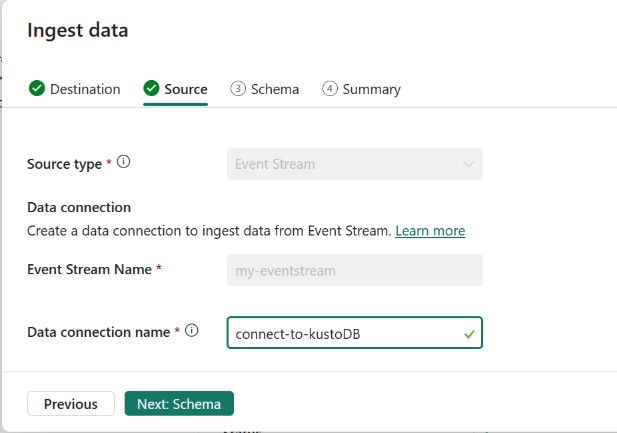 Ingest data
Destination
Source
3 Schema
4 Summary
Source type *
Event Stream
Data connection
Create a data connection to ingest data from Event Stream. Learn more
Event Stream Name *
my-eventstream
Data connection name *
connect-to-kustoDB
Previous
Next: Schema